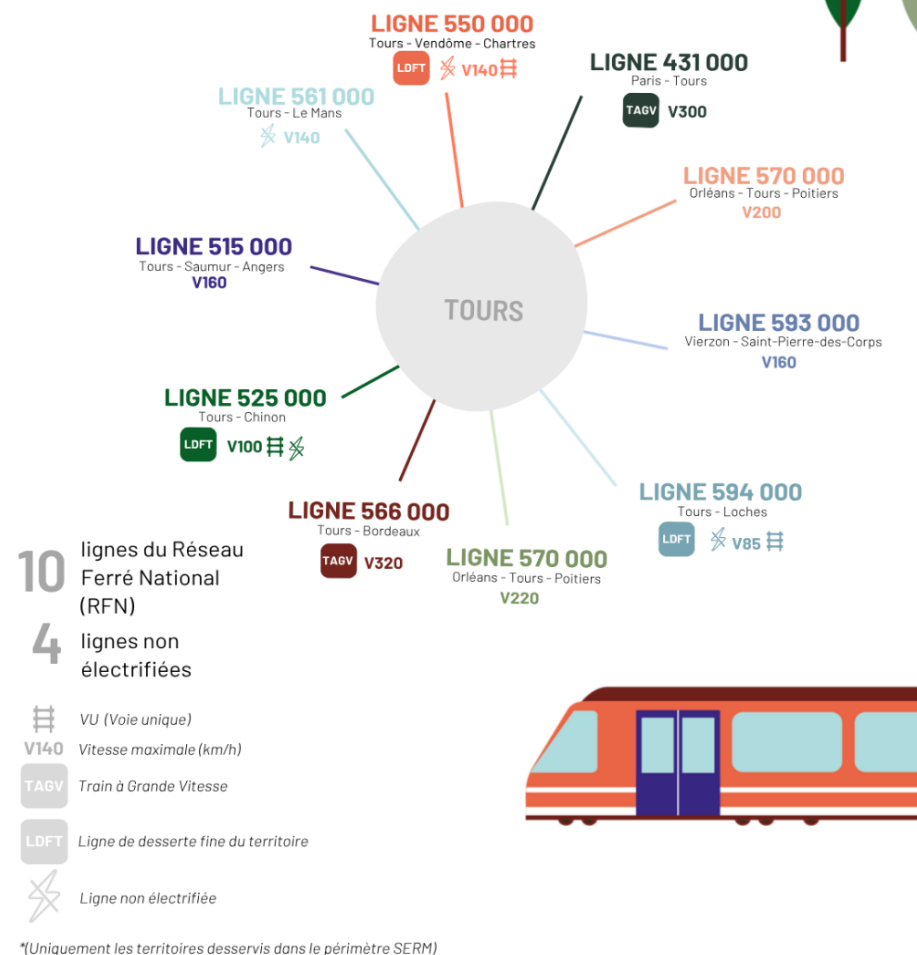 LIGNE 550 000
Tours - Vendôme - Chartres
LDFT V140
LIGNE 431 000
Paris - Tours
TAGV V300
LIGNE 561 000
Tours - Le Mans
V140
LIGNE 570 000
Orléans - Tours - Poitiers
V200
LIGNE 515 000
Tours - Saumur - Angers
V160
TOURS
LIGNE 593 000
Vierzon - Saint-Pierre-des-Corps
V160
LIGNE 525 000
Tours - Chinon
LDFT V100
LIGNE 594 000
Tours - Loches
LDFT V85
LIGNE 566 000
Tours - Bordeaux
TAGV V320
LIGNE 570 000
Orléans - Tours - Poitiers
V220
10 lignes du Réseau
Ferré National
(RFN)
4 lignes non
électrifiées
VU (Voie unique)
V140 Vitesse maximale (km/h)
TAGV Train à Grande Vitesse
LDFT Ligne de desserte fine du territoire
Ligne non électrifiée
*(Uniquement les territoires desservis dans le périmètre SERM)